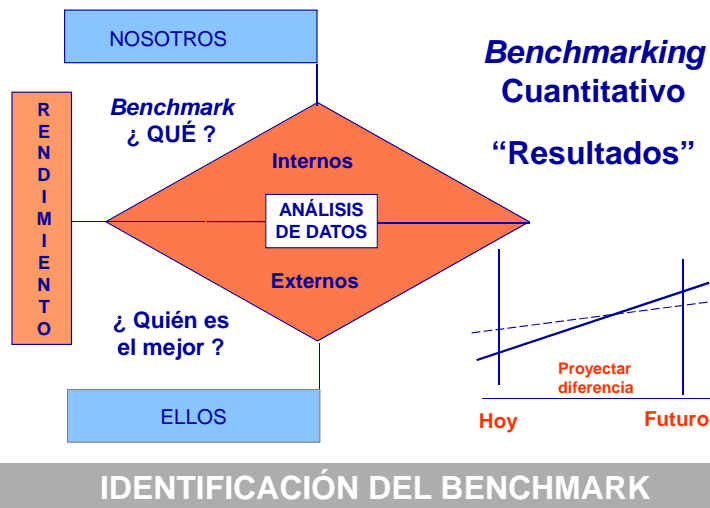 NOSOTROS
Benchmarking
Cuantitativo
“Resultados”
RENDIMIENTO
Benchmark
¿ QUÉ ?
Internos
ANÁLISIS
DE DATOS
Externos
¿ Quién es
el mejor ?
ELLOS
Proyectar
diferencia
Hoy
Futuro
IDENTIFICACIÓN DEL BENCHMARK